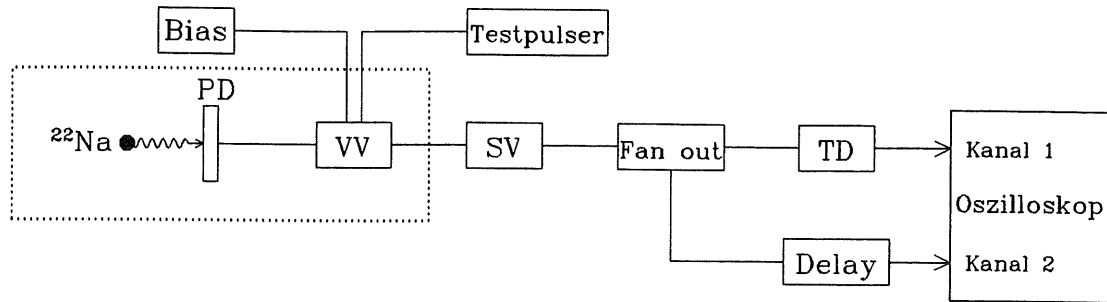 Bias
Testpulser
PD
²²Na
VV
SV
Fan out
TD
Kanal 1
Oszilloskop
Delay
Kanal 2